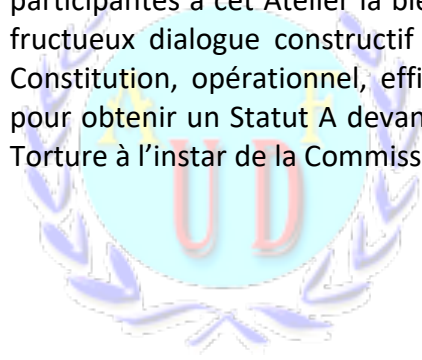 participantes à cet Atelier la bie
fructueux dialogue constructif
Constitution, opérationnel, effi
pour obtenir un Statut A devan
Torture à l'instar de la Commiss
A F
U D